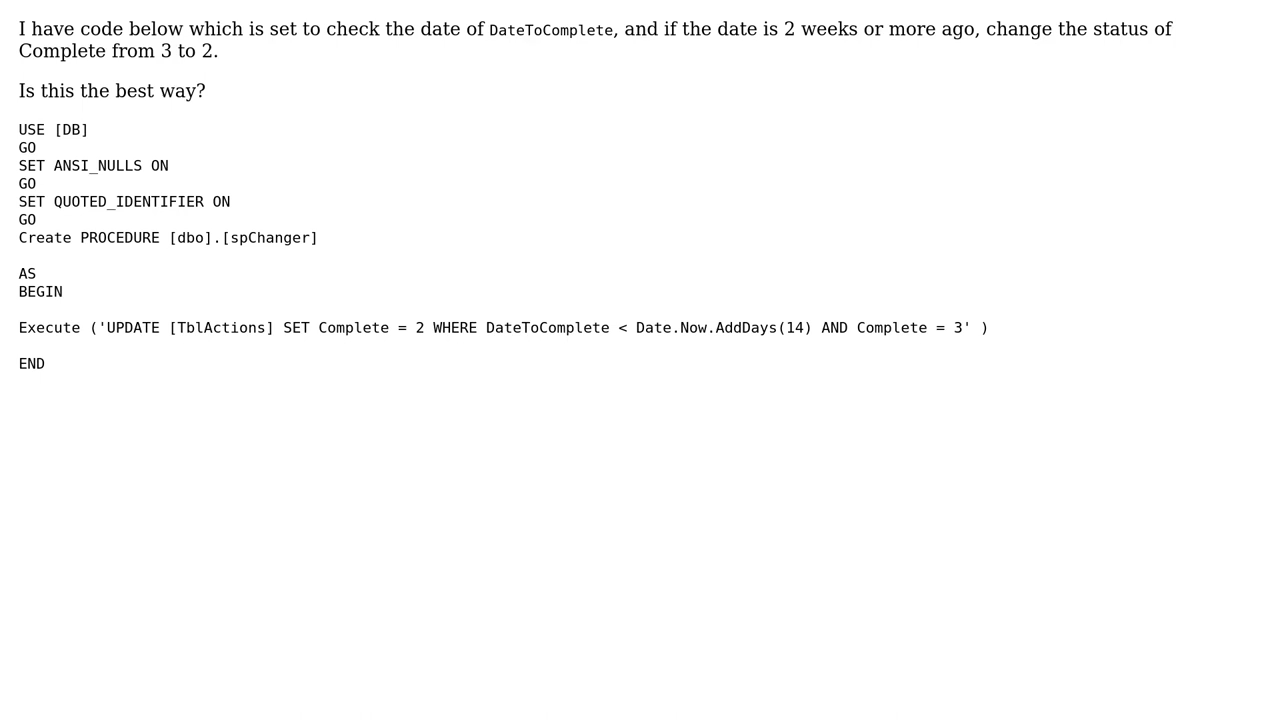 I have code below which is set to check the date of DateToComplete, and if the date is 2 weeks or more ago, change the status of
Complete from 3 to 2.
Is this the best way?
USE [DB]
GO
SET ANSI_NULLS ON
GO
SET QUOTED_IDENTIFIER ON
GO
Create PROCEDURE [dbo].[spChanger]
AS
BEGIN
Execute ('UPDATE [TblActions] SET Complete = 2 WHERE DateToComplete < Date.Now.AddDays(14) AND Complete = 3' )
END